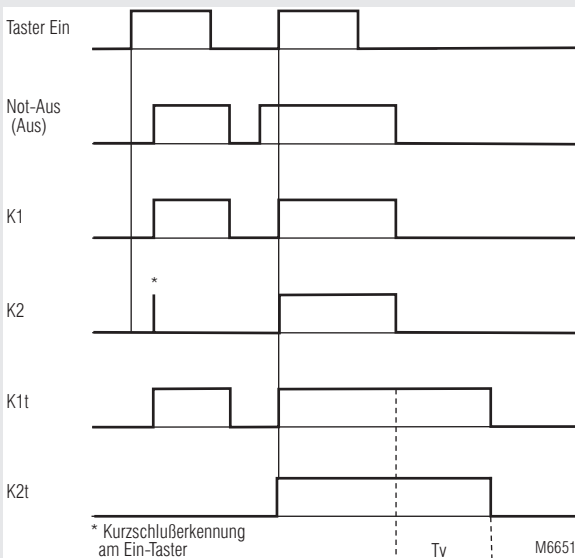 Taster Ein
Not-Aus
(Aus)
K1
*
K2
K1t
K2t
* Kurzschlußerkennung
am Ein-Taster
Tv
M6651